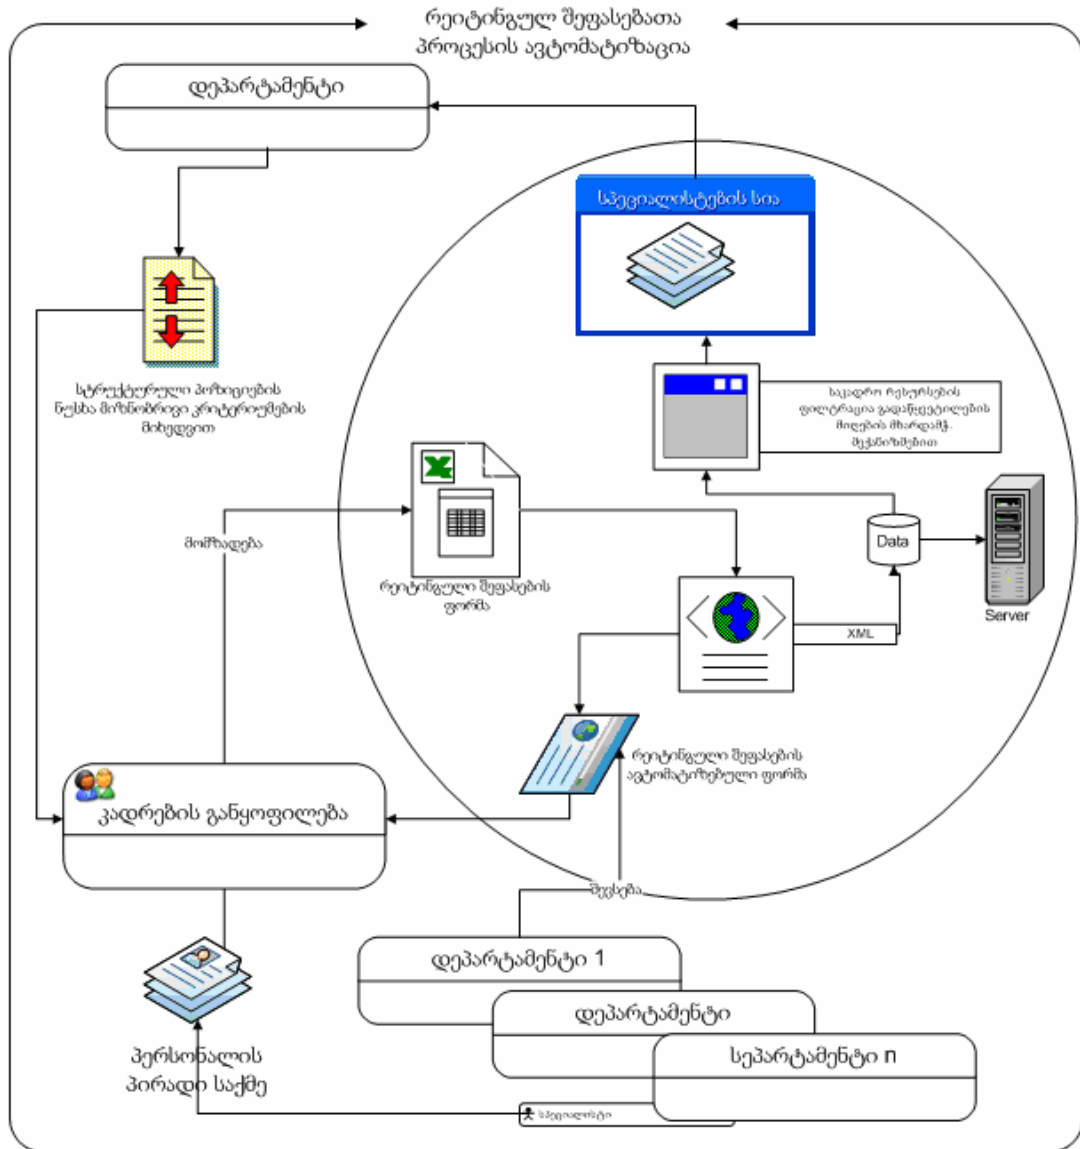 რეიტინგულ შეფასებათა
პროცესის ავტომატიზაცია
დეპარტამენტი
სპეციალისტების სია
სტრუქტურული პოზიციების
ნუსხა მიზნობრივი კრიტერიუმების
მიხედვით
საკადრო რესურსების
ფილტრაცია გადაწყვეტილების
მიღების მხარდამჭ.
მექანიზმებით
მომზადება
Data
რეიტინგული შეფასების
ფორმა
Server
XML
რეიტინგული შეფასების
ავტომატიზებული ფორმა
კადრების განყოფილება
შევსება
დეპარტამენტი 1
დეპარტამენტი
სეპარტამენტი n
პერსონალის
პირადი საქმე
სპეციალისტი